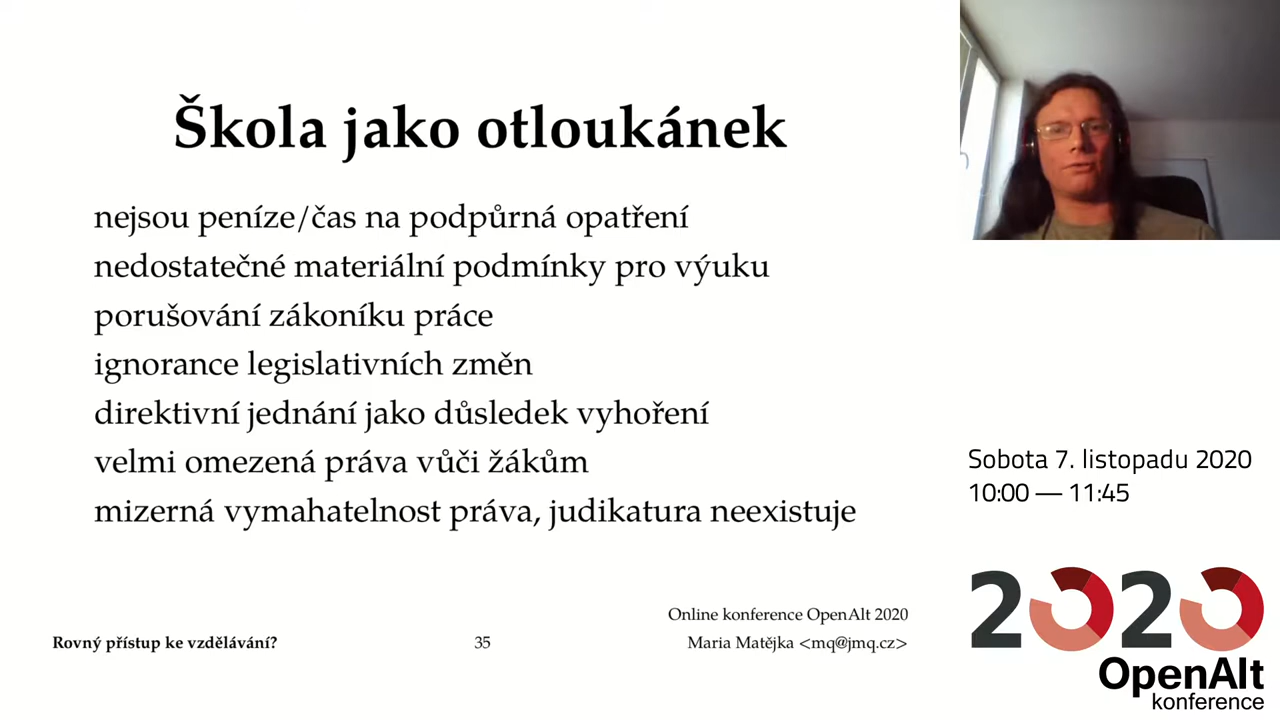 Škola jako otloukánek
nejsou peníze/čas na podpůrná opatření
nedostatečné materiální podmínky pro výuku
porušování zákoníku práce
ignorance legislativních změn
direktivní jednání jako důsledek vyhoření
velmi omezená práva vůči žákům
mizerná vymahatelnost práva, judikatura neexistuje
Online konference OpenAlt 2020
Rovný přístup ke vzdělávání?
35
Maria Matějka <mq@jmq.cz>
Sobota 7. listopadu 2020
10:00 — 11:45
2020
OpenAlt
konference